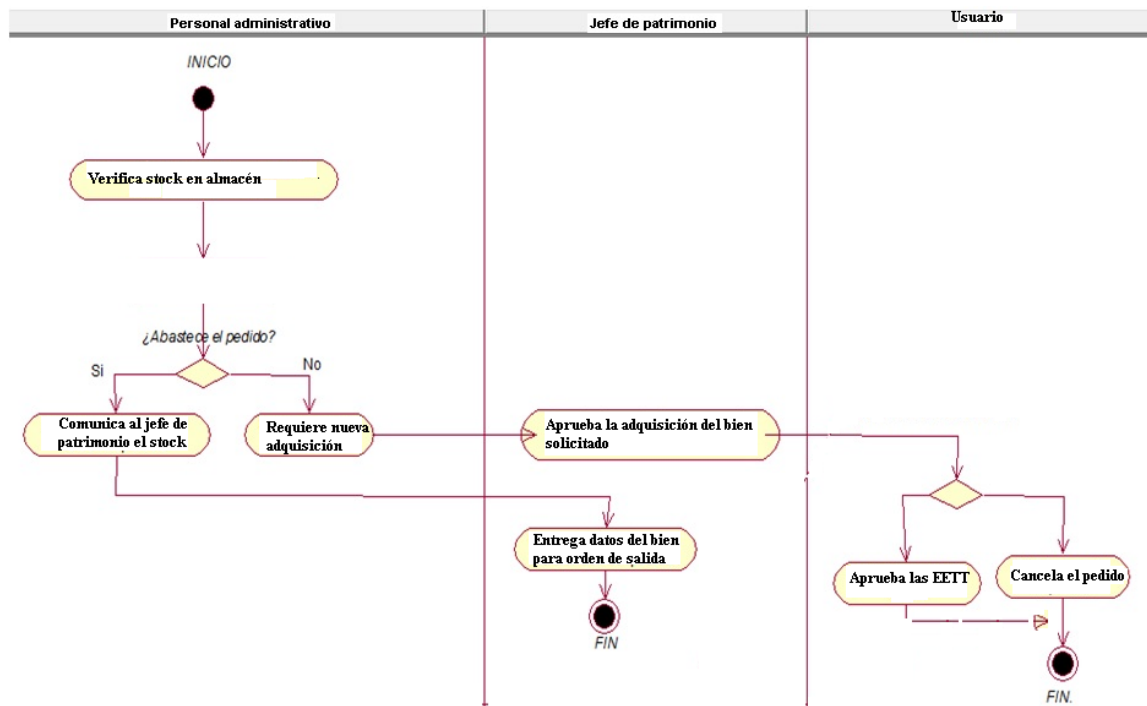 Personal administrativo
Jefe de patrimonio
Usuario
INICIO
Verifica stock en almacén
¿Abastece el pedido?
Si
No
Comunica al jefe de
patrimonio el stock
Requiere nueva
adquisición
Aprueba la adquisición del bien
solicitado
Entrega datos del bien
para orden de salida
Aprueba las EETT
Cancela el pedido
FIN
FIN.